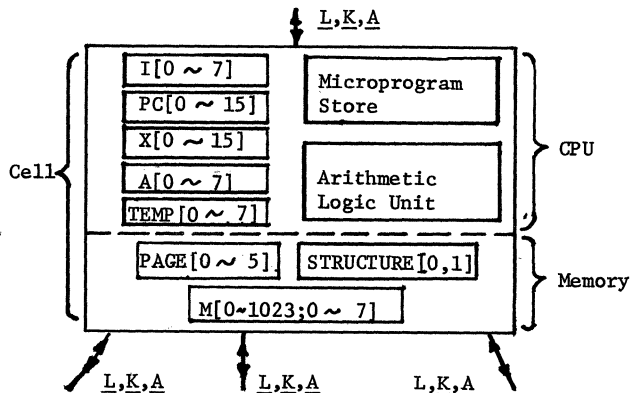 L,K,A
I[0 ~ 7]
PC[0 ~ 15]
X[0 ~ 15]
A[0 ~ 7]
TEMP[0 ~ 7]
Microprogram
Store
Arithmetic
Logic Unit
Cell
CPU
PAGE[0 ~ 5]
STRUCTURE[0,1]
M[0~1023;0 ~ 7]
Memory
L,K,A
L,K,A
L,K,A